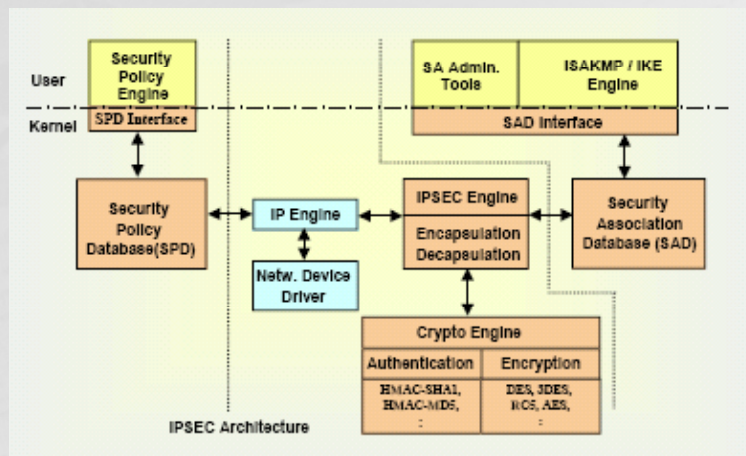 User
Kernel
Security
Policy
Engine
SPD Interface
SA Admin.
Tools
ISAKMP / IKE
Engine
SAD Interface
Security
Policy
Database(SPD)
IP Engine
Netw. Device
Driver
IPSEC Engine
Encapsulation
Decapsulation
Security
Association
Database (SAD)
Crypto Engine
Authentication
Encryption
HMAC-SHA1,
HMAC-MD5,
:
DES, 3DES,
RC5, AES,
:
IPSEC Architecture